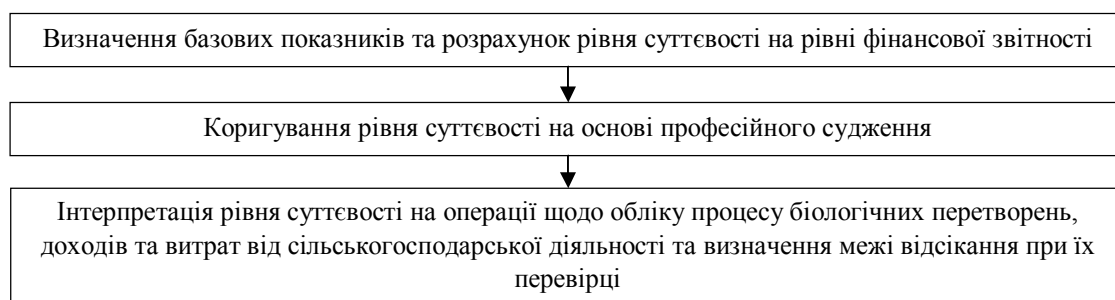 Визначення базових показників та розрахунок рівня суттєвості на рівні фінансової звітності
Коригування рівня суттєвості на основі професійного судження
Інтерпретація рівня суттєвості на операції щодо обліку процесу біологічних перетворень,
доходів та витрат від сільськогосподарської діяльності та визначення межі відсікання при їх
перевірці